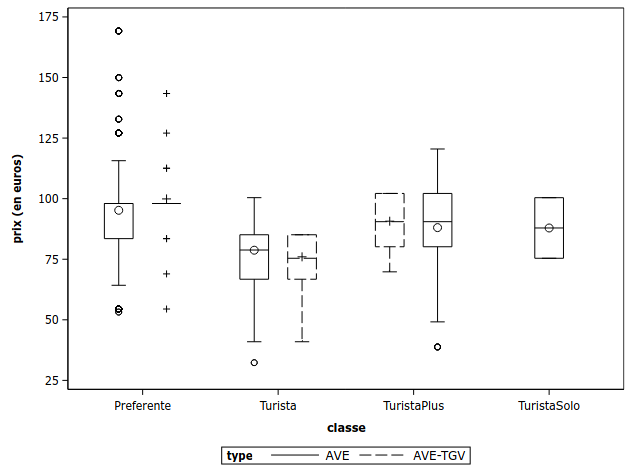 175
150
125
100
75
50
25
prix (en euros)
Preferente Turista TuristaPlus TuristaSolo
classe
type AVE AVE-TGV